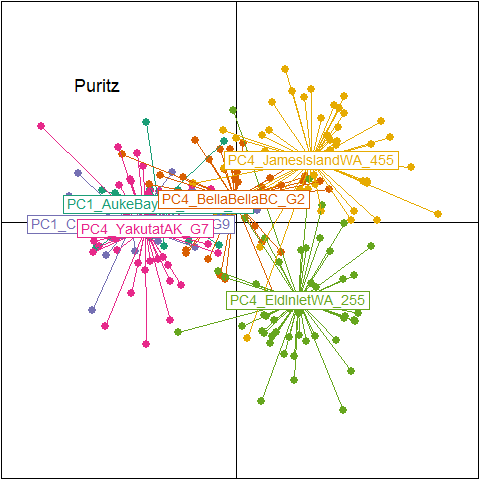 Puritz
PC4_JamesIslandWA_455
PC4_BellaBellaBC_G2
PC1_AukeBay
PC1_C
G9
PC4_YakutatAK_G7
PC4_EldInletWA_255